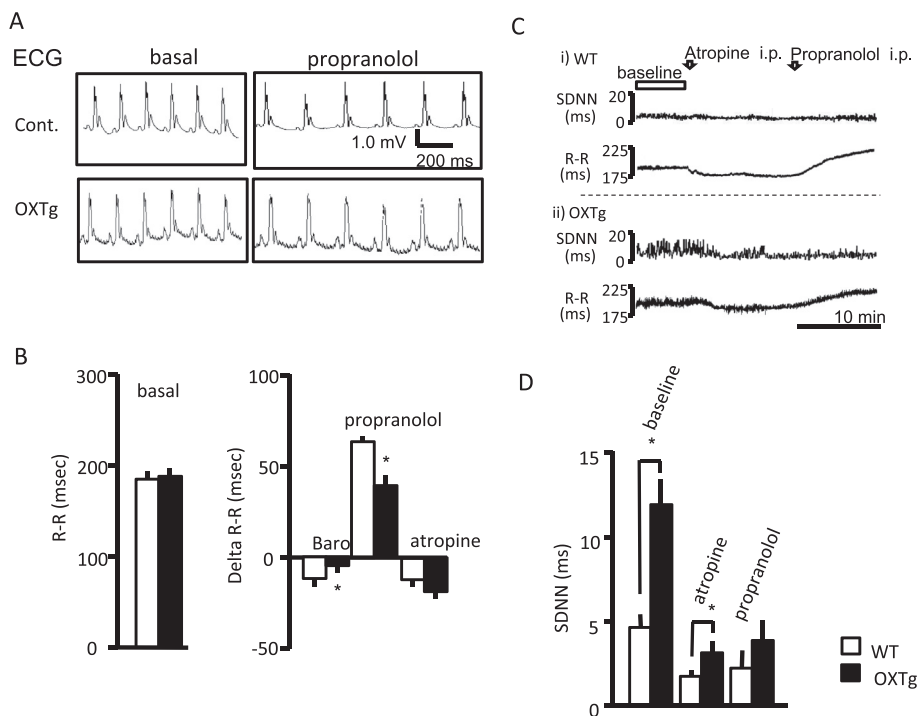 A
ECG
basal
propranolol
Cont.
1.0 mV
200 ms
OXTg
B
300
200
100
0
R-R (msec)
basal
100
50
0
-50
Delta R-R (msec)
propranolol
Baro
*
*
atropine
C
i) WT
Atropine i.p.
Propranolol i.p.
baseline
SDNN
(ms)
20
0
R-R
(ms)
225
175
ii) OXTg
SDNN
(ms)
20
0
R-R
(ms)
225
175
10 min
D
15
10
5
0
SDNN (ms)
* baseline
atropine
*
propranolol
WT
OXTg